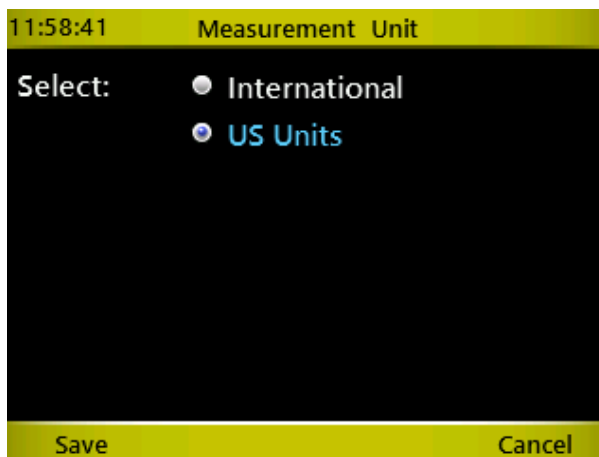 11:58:41 Measurement Unit
Select: International
US Units
Save Cancel